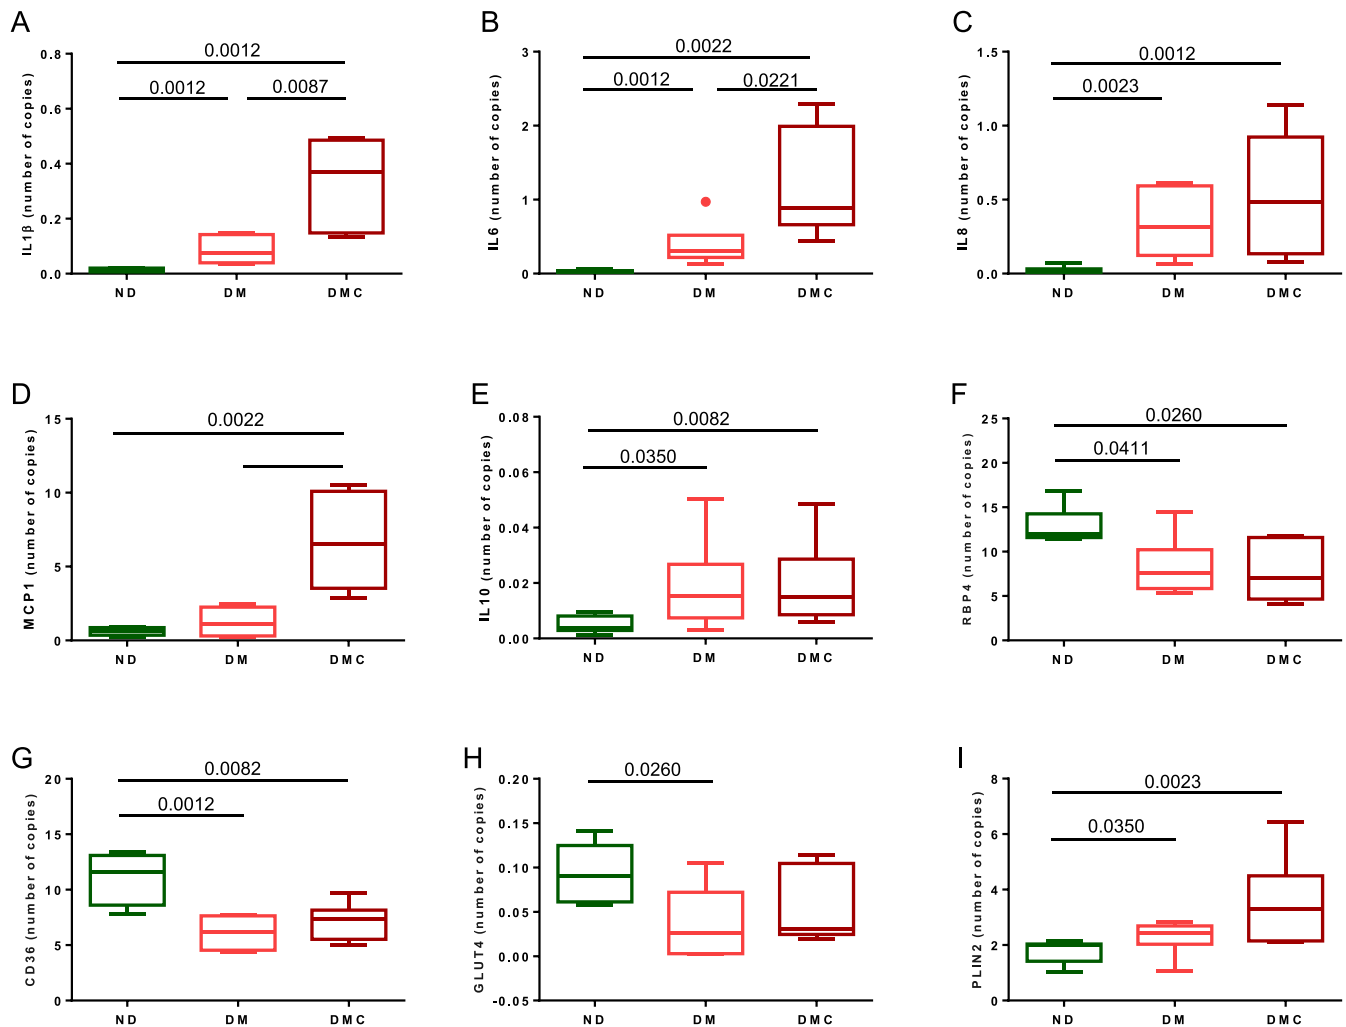 A
IL1β (number of copies)
0.8
0.6
0.4
0.2
0.0
0.0012
0.0012
0.0087
ND
DM
DMC
B
IL6 (number of copies)
3
2
1
0
0.0022
0.0012
0.0221
ND
DM
DMC
C
IL8 (number of copies)
1.5
1.0
0.5
0.0
0.0012
0.0023
ND
DM
DMC
D
MCP1 (number of copies)
15
10
5
0
0.0022
ND
DM
DMC
E
IL10 (number of copies)
0.08
0.06
0.04
0.02
0.00
0.0082
0.0350
ND
DM
DMC
F
RBP4 (number of copies)
25
20
15
10
5
0
0.0260
0.0411
ND
DM
DMC
G
CD36 (number of copies)
20
15
10
5
0
0.0082
0.0012
ND
DM
DMC
H
GLUT4 (number of copies)
0.20
0.15
0.10
0.05
0.00
-0.05
0.0260
ND
DM
DMC
I
PLIN2 (number of copies)
8
6
4
2
0
0.0023
0.0350
ND
DM
DMC